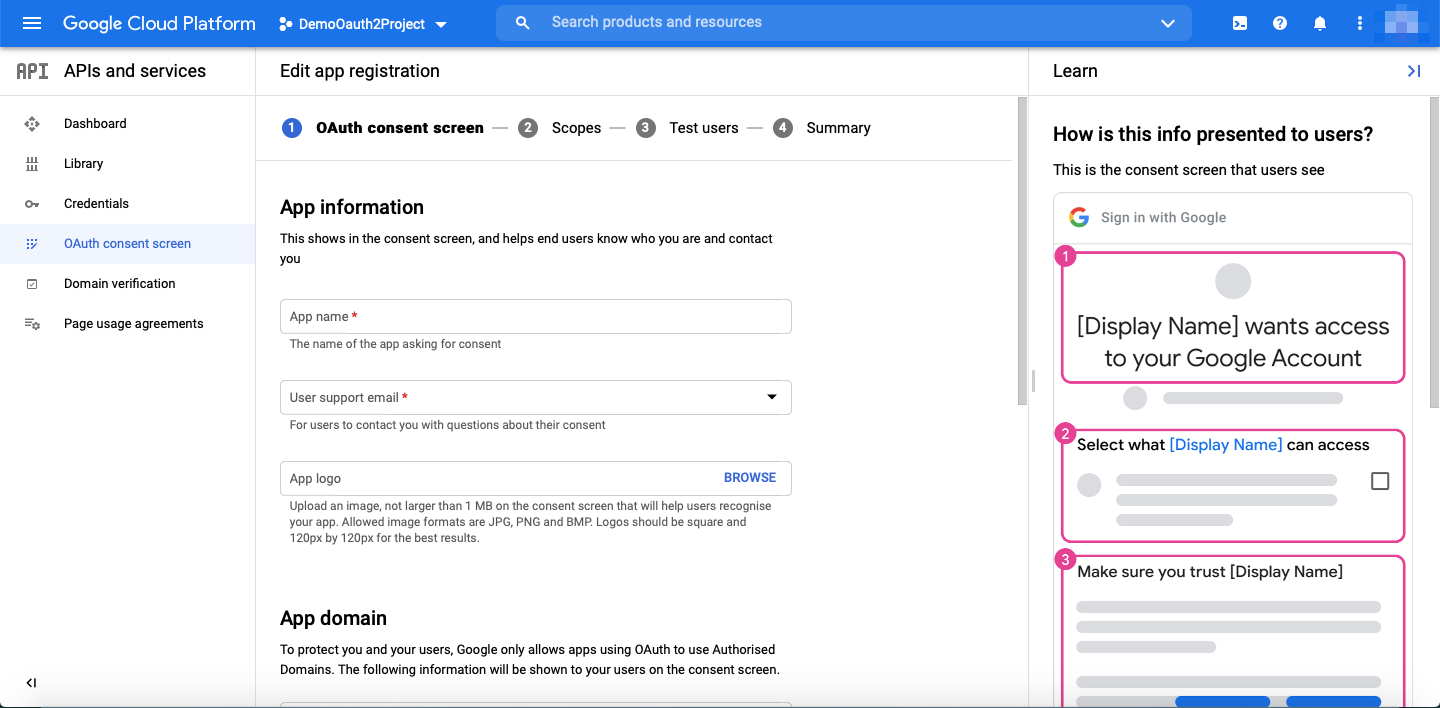 Google Cloud Platform
DemoOauth2Project
Search products and resources
API APIs and services
Edit app registration
Learn
Dashboard
Library
Credentials
OAuth consent screen
Domain verification
Page usage agreements
1 OAuth consent screen — 2 Scopes — 3 Test users — 4 Summary
App information
This shows in the consent screen, and helps end users know who you are and contact
you
App name *
The name of the app asking for consent
User support email *
For users to contact you with questions about their consent
App logo
BROWSE
Upload an image, not larger than 1 MB on the consent screen that will help users recognise
your app. Allowed image formats are JPG, PNG and BMP. Logos should be square and
120px by 120px for the best results.
App domain
To protect you and your users, Google only allows apps using OAuth to use Authorised
Domains. The following information will be shown to your users on the consent screen.
How is this info presented to users?
This is the consent screen that users see
Sign in with Google
1
[Display Name] wants access
to your Google Account
2
Select what [Display Name] can access
3
Make sure you trust [Display Name]